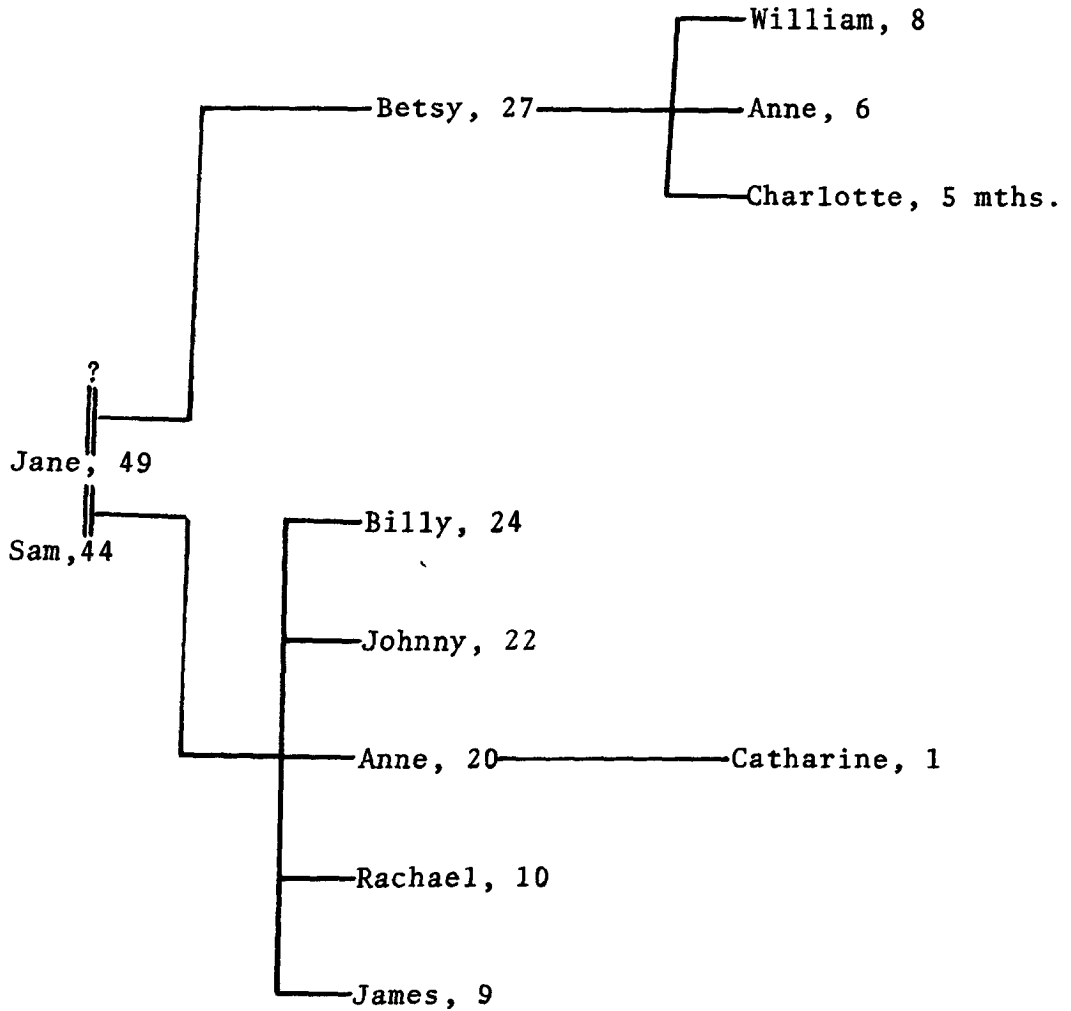 William, 8
Betsy, 27
Anne, 6
Charlotte, 5 mths.
?
Jane, 49
Sam,44
Billy, 24
Johnny, 22
Anne, 20
Catharine, 1
Rachael, 10
James, 9